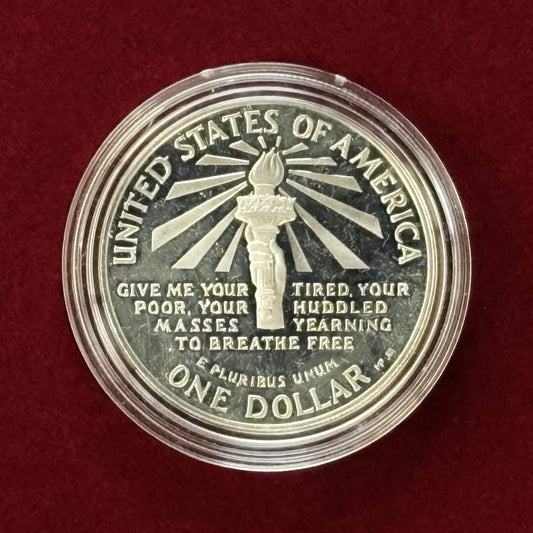 UNITED STATES OF AMERICA
GIVE ME YOUR TIRED, YOUR
POOR, YOUR HUDDLED
MASSES YEARNING
TO BREATHE FREE
E PLURIBUS UNUM
ONE DOLLAR